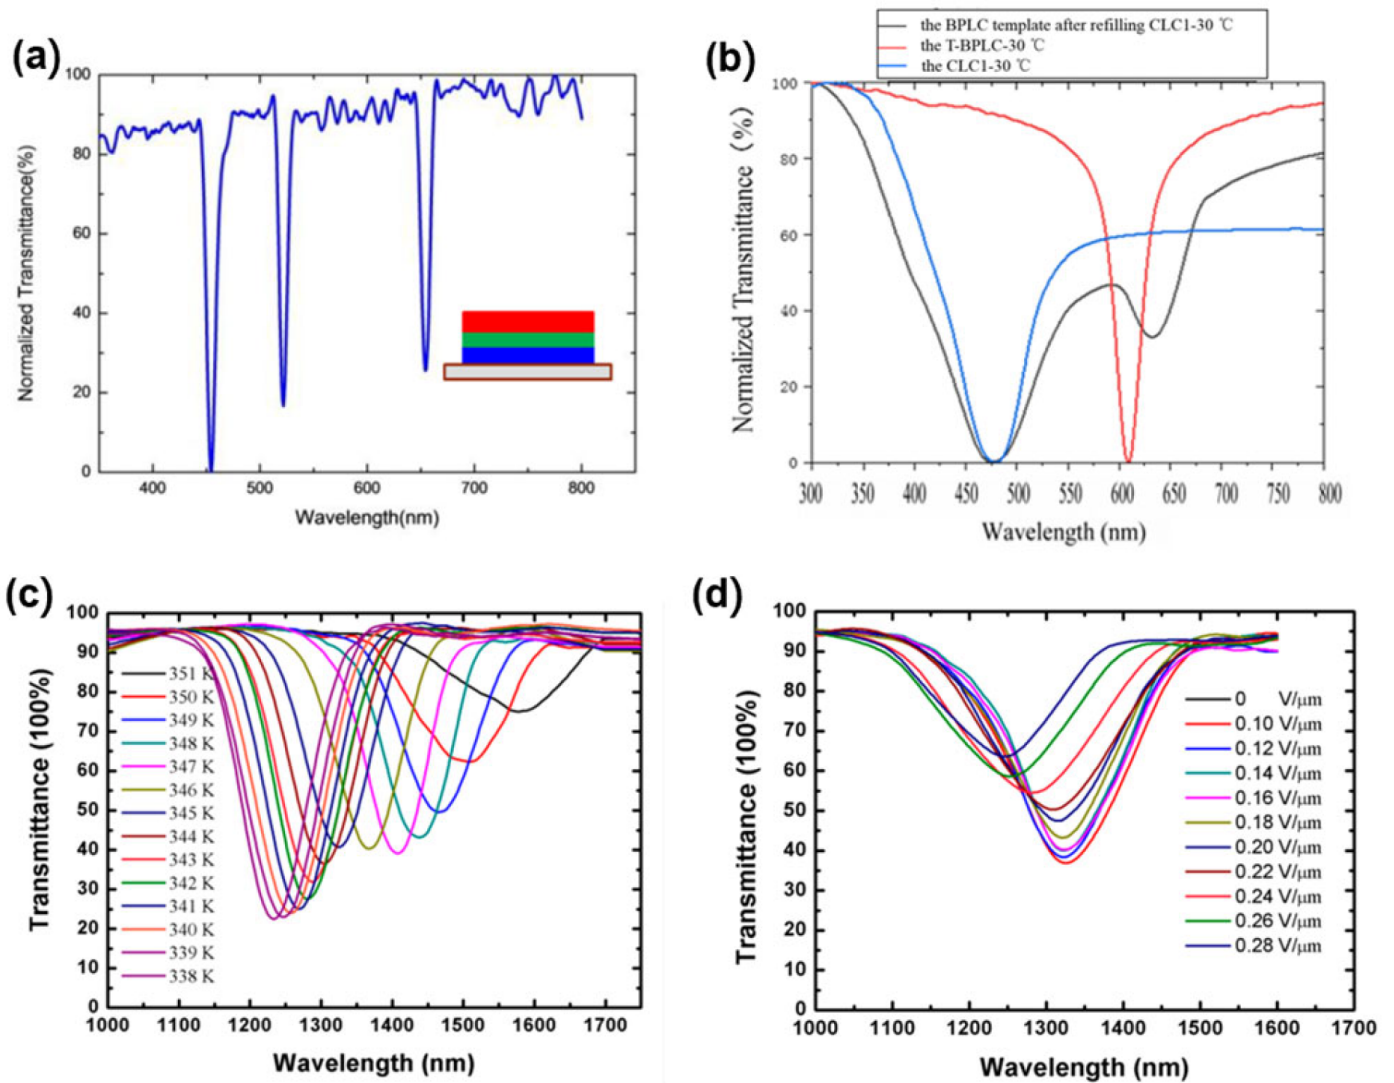 (a)
100
80
60
40
20
0
Normalized Transmittance(%)
400 500 600 700 800
Wavelength(nm)
(b)
the BPLC template after refilling CLC1-30 ℃
the T-BPLC-30 ℃
the CLC1-30 ℃
100
80
60
40
20
0
Normalized Transmittance (%)
300 350 400 450 500 550 600 650 700 750 800
Wavelength (nm)
(c)
100
90
80
70
60
50
40
30
20
10
0
Transmittance (100%)
351 K
350 K
349 K
348 K
347 K
346 K
345 K
344 K
343 K
342 K
341 K
340 K
339 K
338 K
1000 1100 1200 1300 1400 1500 1600 1700
Wavelength (nm)
(d)
100
90
80
70
60
50
40
30
20
10
0
Transmittance (100%)
0 V/μm
0.10 V/μm
0.12 V/μm
0.14 V/μm
0.16 V/μm
0.18 V/μm
0.20 V/μm
0.22 V/μm
0.24 V/μm
0.26 V/μm
0.28 V/μm
1000 1100 1200 1300 1400 1500 1600 1700
Wavelength (nm)